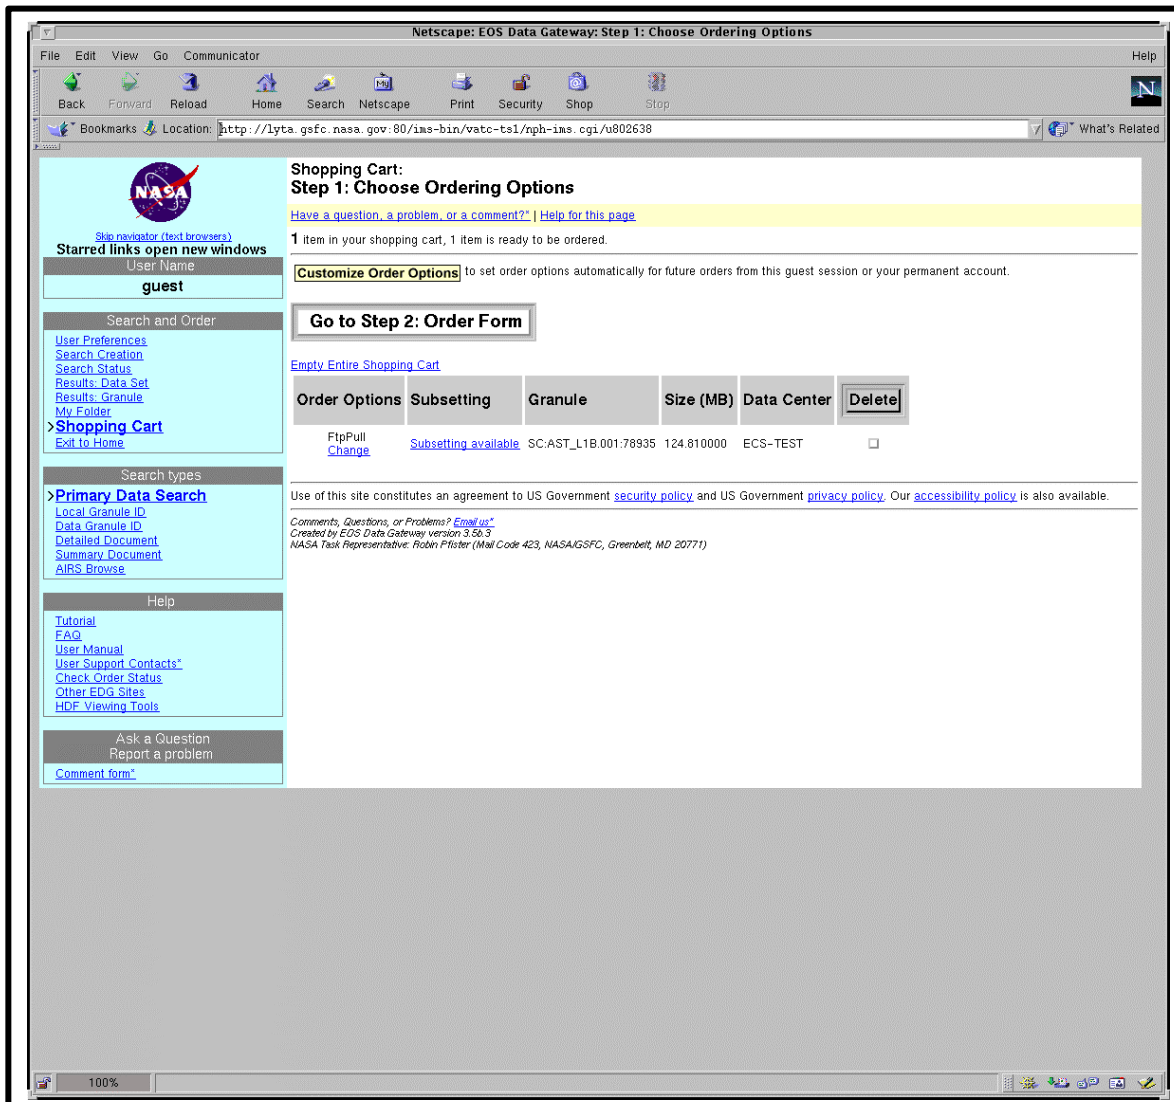 Netscape: EOS Data Gateway: Step 1: Choose Ordering Options
File Edit View Go Communicator Help
Back Forward Reload Home Search Netscape Print Security Shop Stop
My
N
Bookmarks Location: http://lyta.gsfc.nasa.gov:80/ims-bin/vatc-ts1/nph-ims.cgi/u802638 What's Related
NASA
Skip navigator (text browsers)
Starred links open new windows
User Name
guest
Search and Order
User Preferences
Search Creation
Search Status
Results: Data Set
Results: Granule
My Folder
>Shopping Cart
Exit to Home
Search types
>Primary Data Search
Local Granule ID
Data Granule ID
Detailed Document
Summary Document
AIRS Browse
Help
Tutorial
FAQ
User Manual
User Support Contacts*
Check Order Status
Other EDG Sites
HDF Viewing Tools
Ask a Question
Report a problem
Comment form*
Shopping Cart:
Step 1: Choose Ordering Options
Have a question, a problem, or a comment?* | Help for this page
1 item in your shopping cart, 1 item is ready to be ordered.
Customize Order Options to set order options automatically for future orders from this guest session or your permanent account.
Go to Step 2: Order Form
Empty Entire Shopping Cart
Order Options Subsetting Granule Size (MB) Data Center Delete
FtpPull
Change Subsetting available SC:AST_L1B.001:78935 124.810000 ECS-TEST
Use of this site constitutes an agreement to US Government security policy and US Government privacy policy. Our accessibility policy is also available.
Comments, Questions, or Problems? Email us*
Created by EOS Data Gateway version 3.5b.3
NASA Task Representative: Robin Pfister (Mail Code 423, NASA/GSFC, Greenbelt, MD 20771)
100%